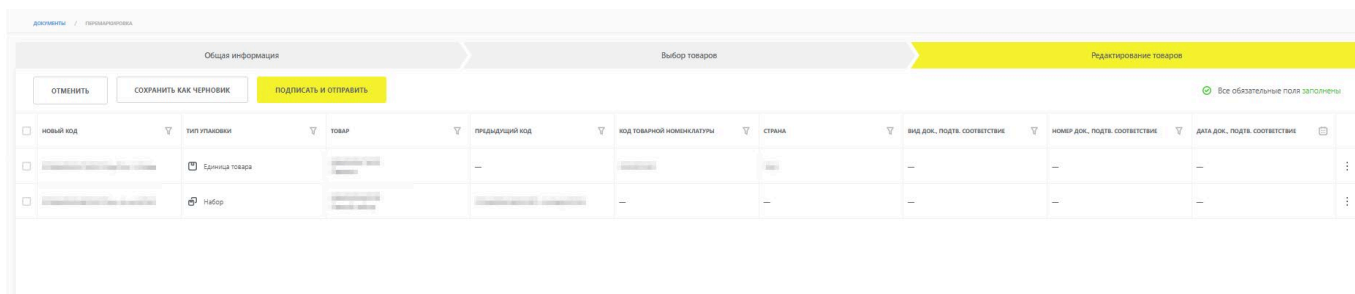 ДОКУМЕНТЫ / ПЕРЕМАРКИРОВКА
Общая информация Выбор товаров Редактирование товаров
ОТМЕНИТЬ СОХРАНИТЬ КАК ЧЕРНОВИК ПОДПИСАТЬ И ОТПРАВИТЬ Все обязательные поля заполнены
НОВЫЙ КОД ТИП УПАКОВКИ ТОВАР ПРЕДЫДУЩИЙ КОД КОД ТОВАРНОЙ НОМЕНКЛАТУРЫ СТРАНА ВИД ДОК., ПОДТВ. СООТВЕТСТВИЕ НОМЕР ДОК., ПОДТВ. СООТВЕТСТВИЕ ДАТА ДОК., ПОДТВ. СООТВЕТСТВИЕ
Единица товара — — — —
Набор — — — — —